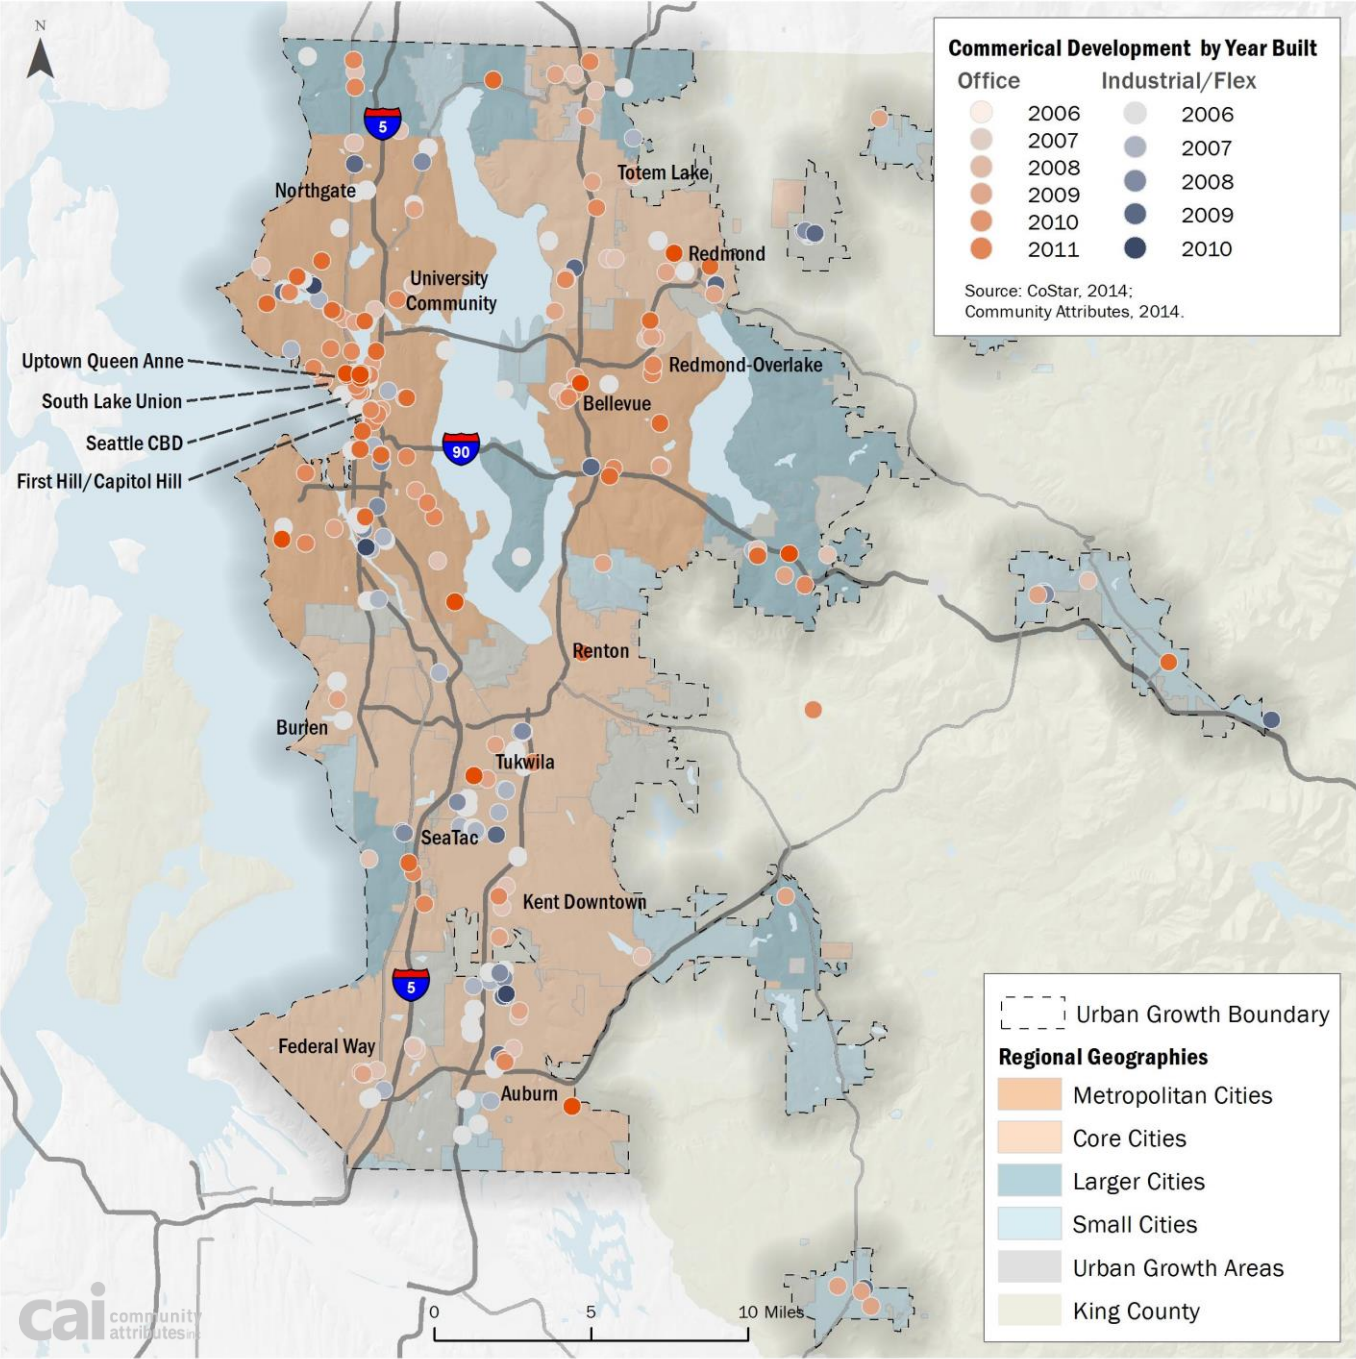 N
Commerical Development by Year Built
Office
Industrial/Flex
2006
2007
2008
2009
2010
2011
2006
2007
2008
2009
2010
Source: CoStar, 2014;
Community Attributes, 2014.
5
Totem Lake
Northgate
Redmond
University
Community
Uptown Queen Anne
South Lake Union
Seattle CBD
First Hill/Capitol Hill
Redmond-Overlake
Bellevue
90
Renton
Burien
Tukwila
SeaTac
Kent Downtown
5
Federal Way
Auburn
Urban Growth Boundary
Regional Geographies
Metropolitan Cities
Core Cities
Larger Cities
Small Cities
Urban Growth Areas
King County
0 5 10 Miles
cai community
attributes inc